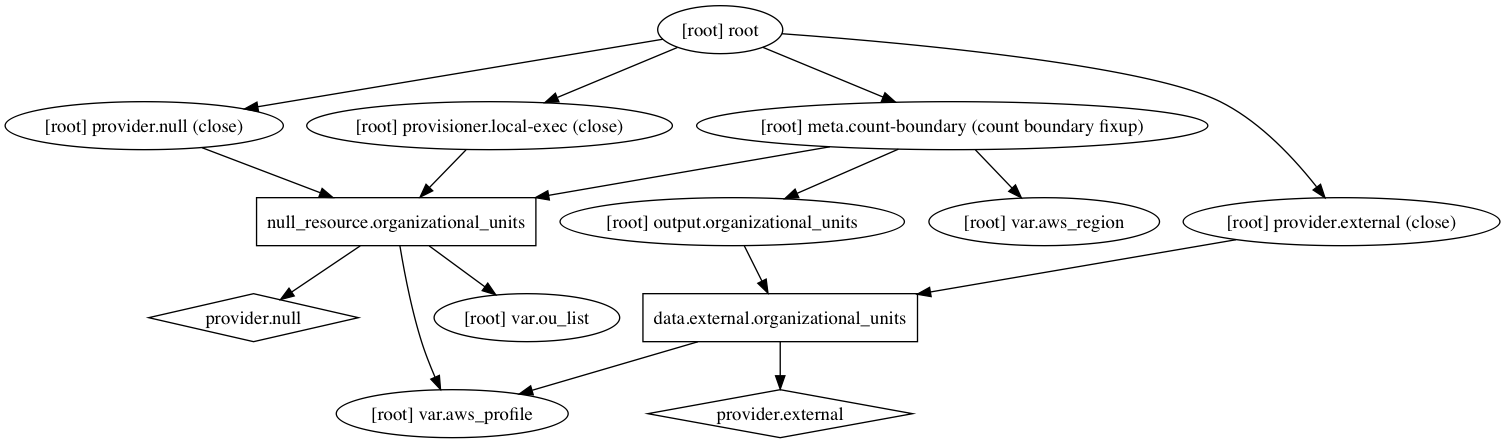 [root] root
[root] provider.null (close)
[root] provisioner.local-exec (close)
[root] meta.count-boundary (count boundary fixup)
null_resource.organizational_units
[root] output.organizational_units
[root] var.aws_region
[root] provider.external (close)
provider.null
[root] var.ou_list
data.external.organizational_units
[root] var.aws_profile
provider.external